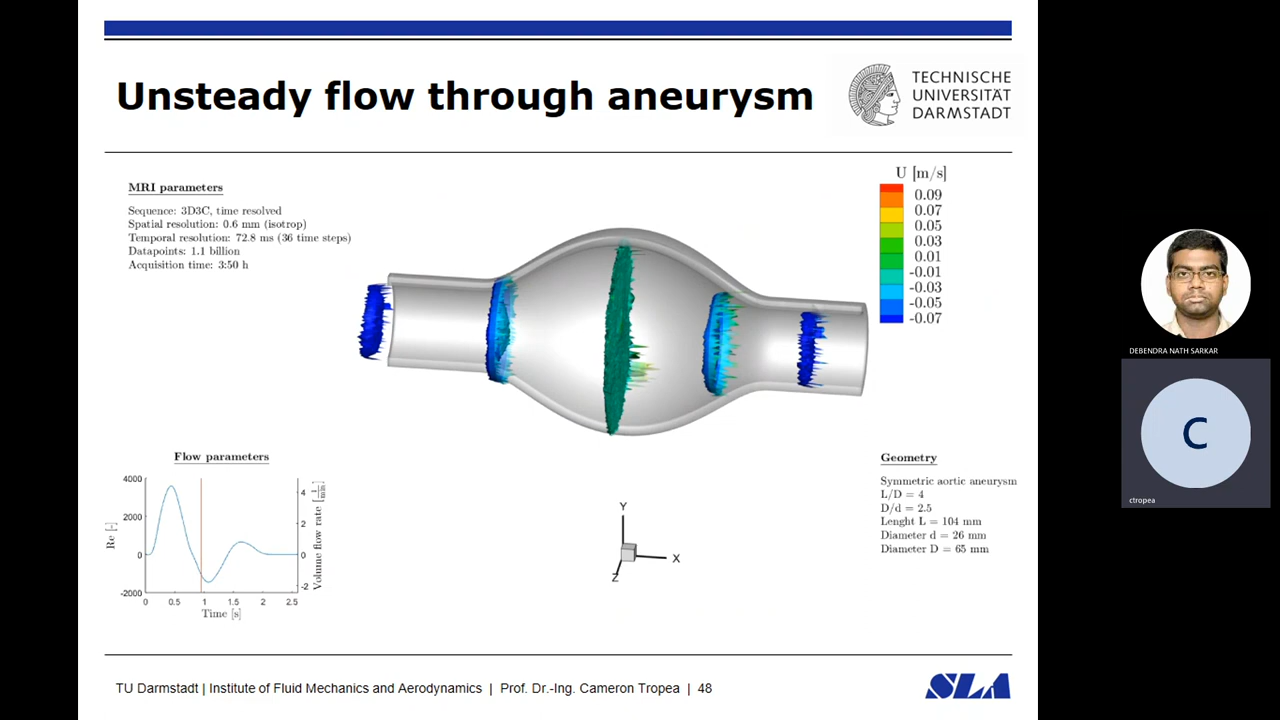 Unsteady flow through aneurysm
TECHNISCHE
UNIVERSITÄT
DARMSTADT
MRI parameters
Sequence: 3D3C, time resolved
Spatial resolution: 0.6 mm (isotrop)
Temporal resolution: 72.8 ms (36 time steps)
Datapoints: 1.1 billion
Acquisition time: 3:50 h
U [m/s]
0.09
0.07
0.05
0.03
0.01
-0.01
-0.03
-0.05
-0.07
DEBENDRA NATH SARKAR
C
ctropea
Flow parameters
4000
2000
0
-2000
Re [-]
0
0.5
1
1.5
2
2.5
Time [s]
4
2
0
-2
Volume flow rate [l/min]
Y
X
Z
Geometry
Symmetric aortic aneurysm
L/D = 4
D/d = 2.5
Lenght L = 104 mm
Diameter d = 26 mm
Diameter D = 65 mm
TU Darmstadt | Institute of Fluid Mechanics and Aerodynamics | Prof. Dr.-Ing. Cameron Tropea | 48
SLA